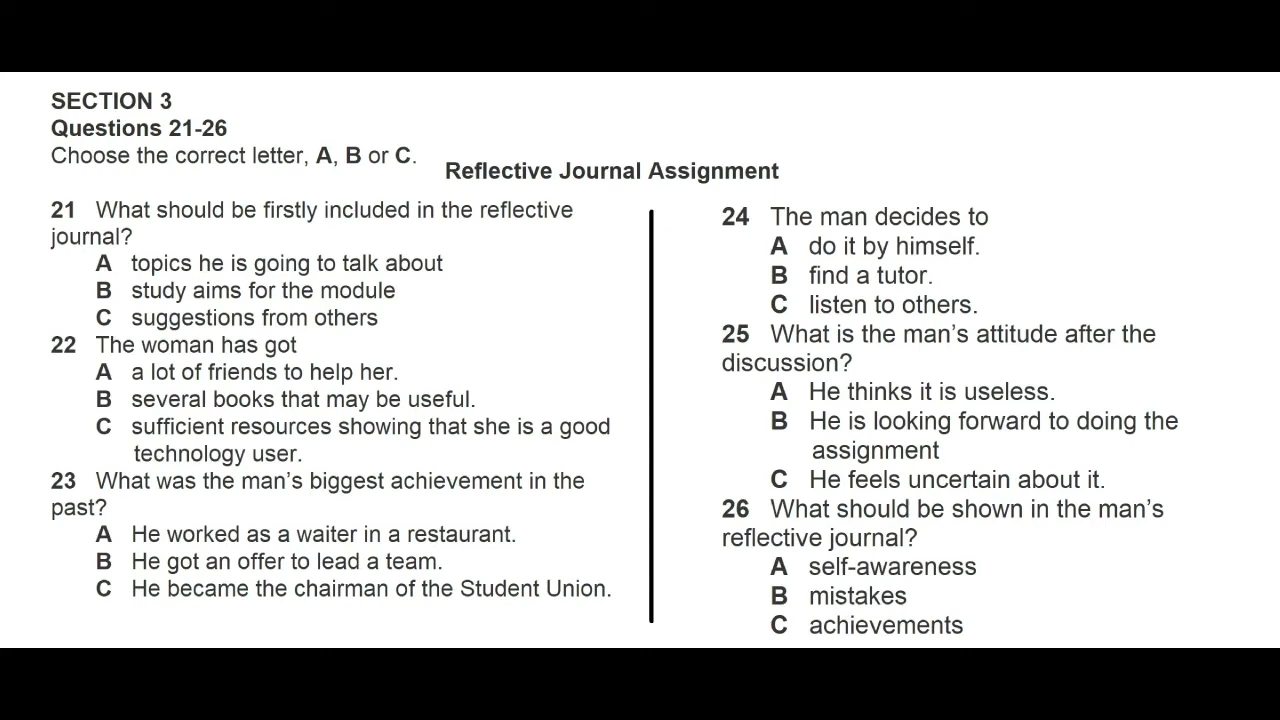 SECTION 3
Questions 21-26
Choose the correct letter, A, B or C.
Reflective Journal Assignment
21 What should be firstly included in the reflective
journal?
A topics he is going to talk about
B study aims for the module
C suggestions from others
22 The woman has got
A a lot of friends to help her.
B several books that may be useful.
C sufficient resources showing that she is a good
technology user.
23 What was the man's biggest achievement in the
past?
A He worked as a waiter in a restaurant.
B He got an offer to lead a team.
C He became the chairman of the Student Union.
24 The man decides to
A do it by himself.
B find a tutor.
C listen to others.
25 What is the man's attitude after the
discussion?
A He thinks it is useless.
B He is looking forward to doing the
assignment
C He feels uncertain about it.
26 What should be shown in the man's
reflective journal?
A self-awareness
B mistakes
C achievements